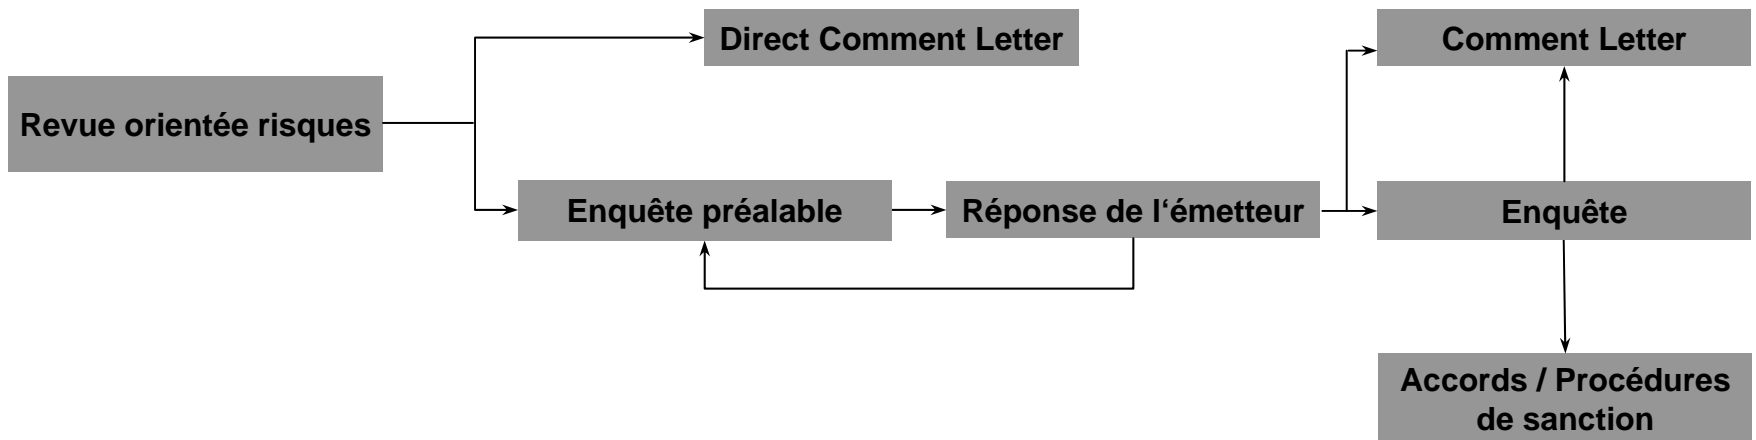 Direct Comment Letter
Comment Letter
Revue orientée risques
Enquête préalable
Réponse de l‘émetteur
Enquête
Accords / Procédures
de sanction